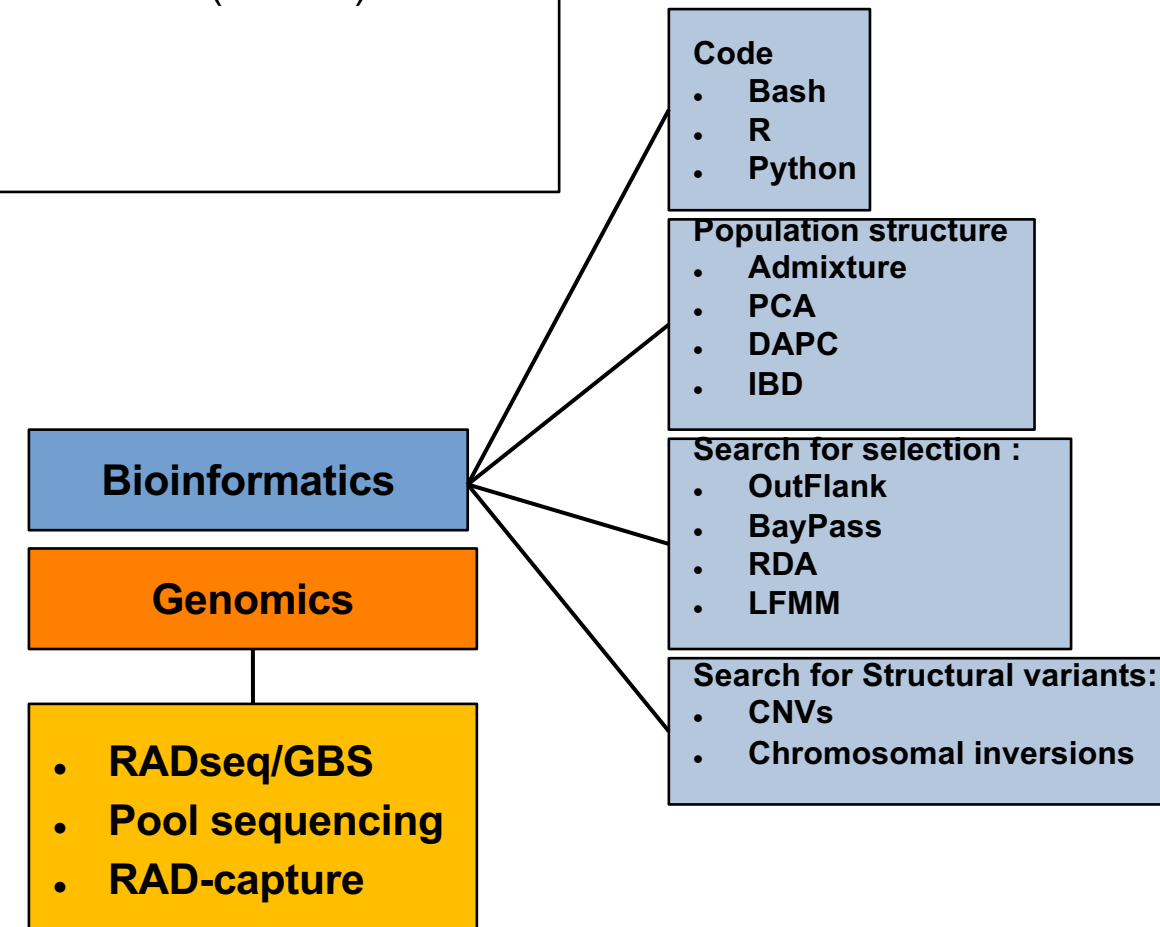 Code
• Bash
• R
• Python
Population structure
• Admixture
• PCA
• DAPC
• IBD
Search for selection :
• OutFlank
• BayPass
• RDA
• LFMM
Search for Structural variants:
• CNVs
• Chromosomal inversions
Bioinformatics
Genomics
• RADseq/GBS
• Pool sequencing
• RAD-capture